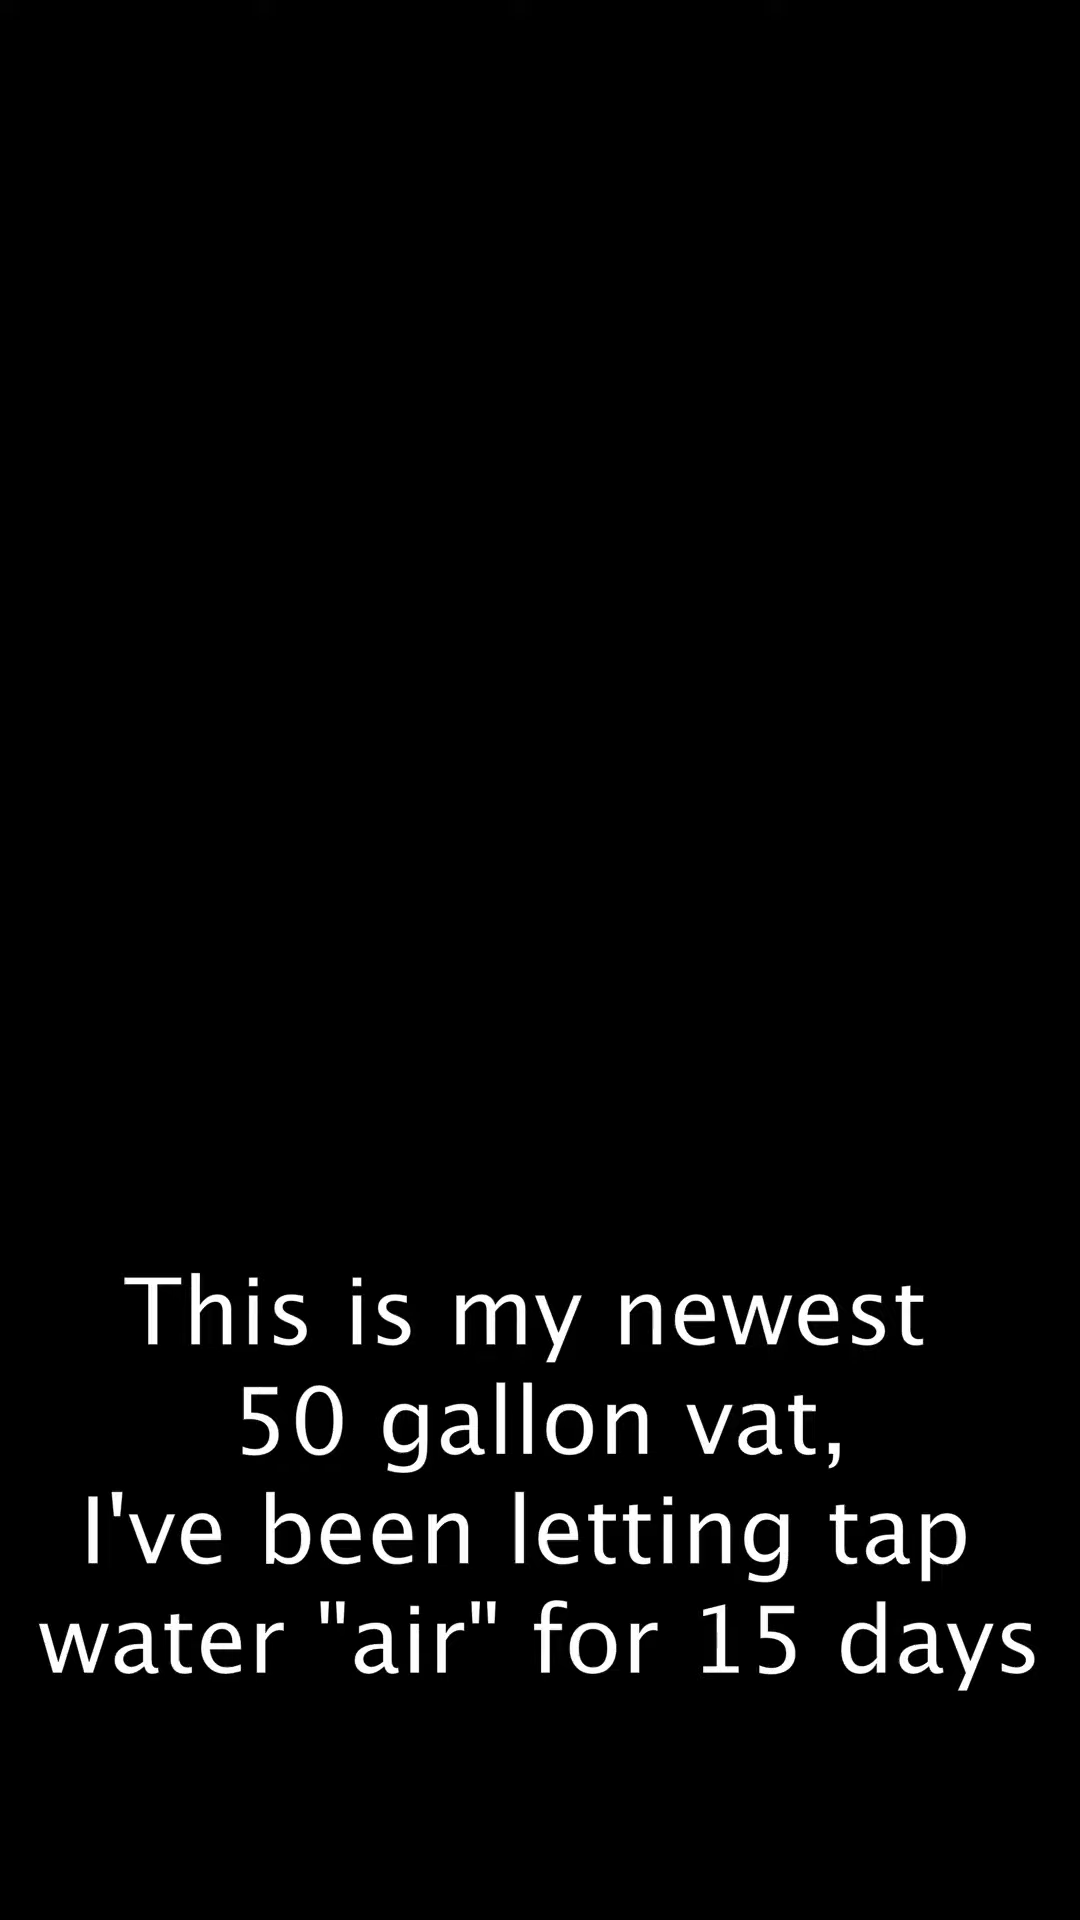 This is my newest
50 gallon vat,
I've been letting tap
water "air" for 15 days